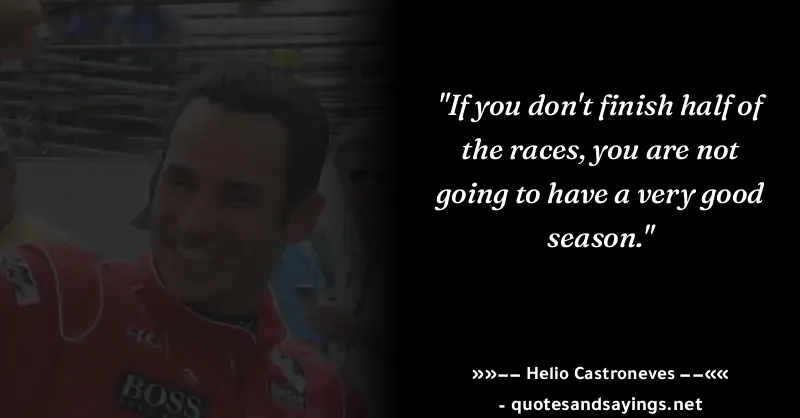 "If you don't finish half of
the races, you are not
going to have a very good
season."
»»–– Helio Castroneves ––««
- quotesandsayings.net
BOSS